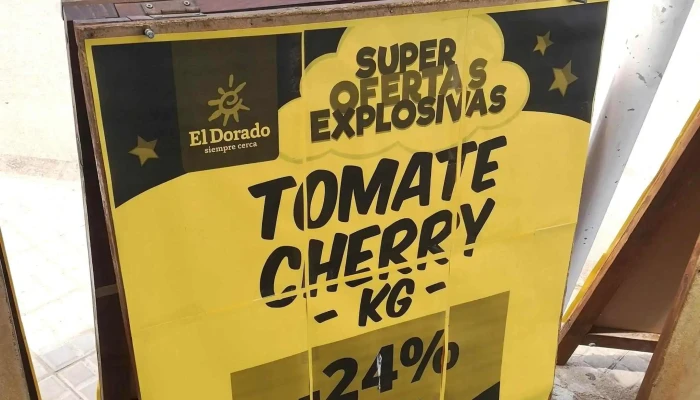 El Dorado
siempre cerca
SUPER
OFERTAS
EXPLOSIVAS
TOMATE
CHERRY
- KG -
-24%